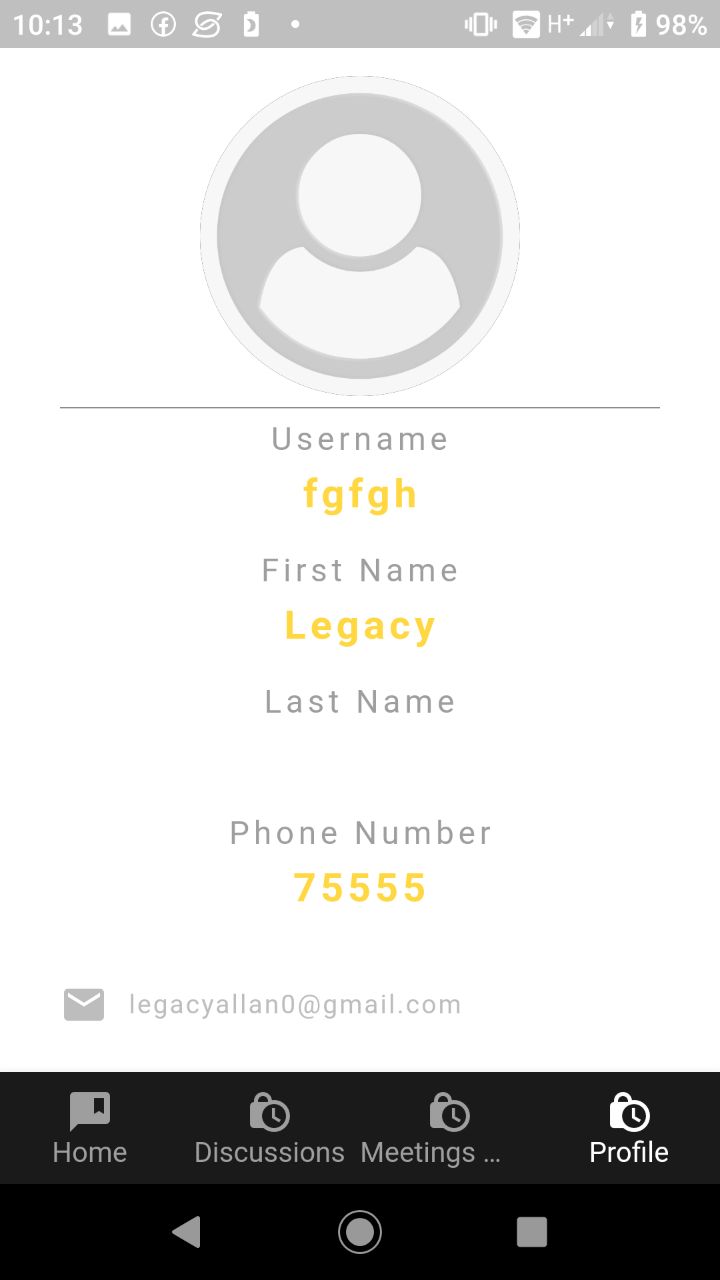 10:13 H+ 98%
Username
fgfgh
First Name
Legacy
Last Name
Phone Number
75555
legacyallan0@gmail.com
Home Discussions Meetings ... Profile